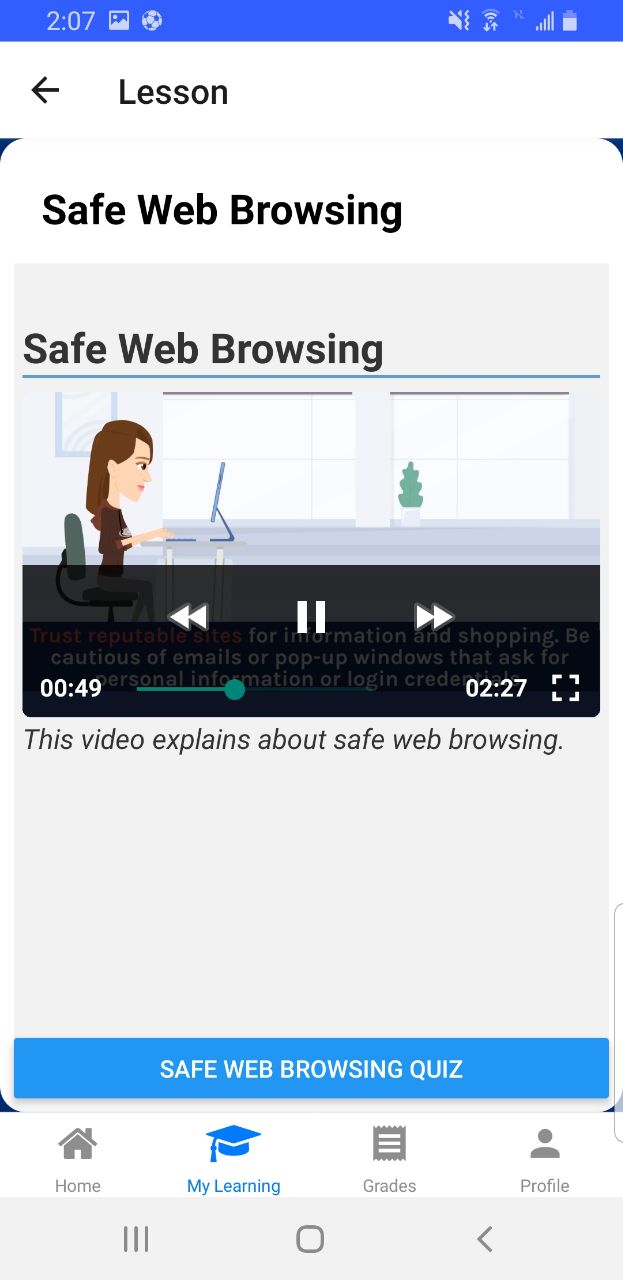 2:07
Lesson
Safe Web Browsing
Safe Web Browsing
Trust reputable sites for information and shopping. Be
cautious of emails or pop-up windows that ask for
personal information or login credentials.
00:49
02:27
This video explains about safe web browsing.
SAFE WEB BROWSING QUIZ
Home
My Learning
Grades
Profile